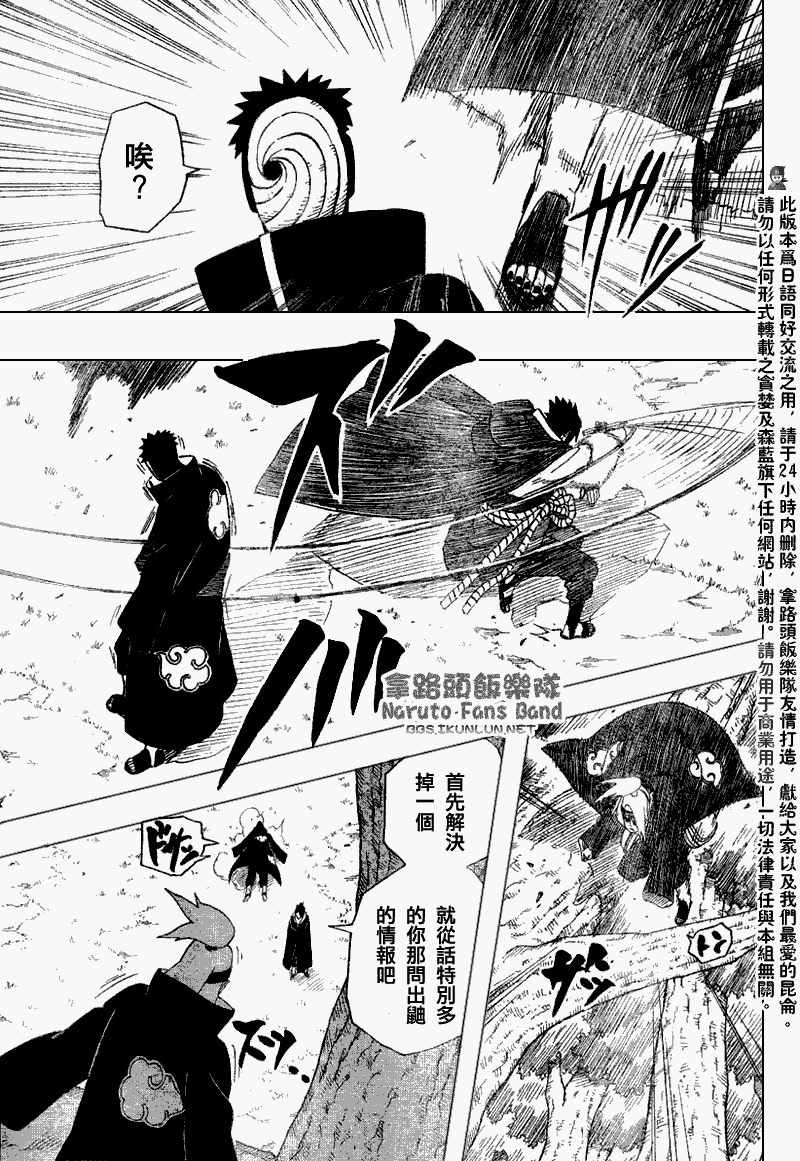 唉？
ズバッ
拿路頭飯樂隊
Naruto·Fans Band
BBS.IKUNLUN.NET
首先解決
掉一個
就從話特別多
的你那問出鼬
的情報吧
トン
ザッ
ドサッ
ズッ‥
此版本爲日語同好交流之用，請于24小時内删除，拿路頭飯樂隊友情打造，獻給大家以及我們最愛的昆侖。
請勿以任何形式轉載之貪婪及森藍旗下任何網站，謝謝。請勿用于商業用途，一切法律責任與本組無關。